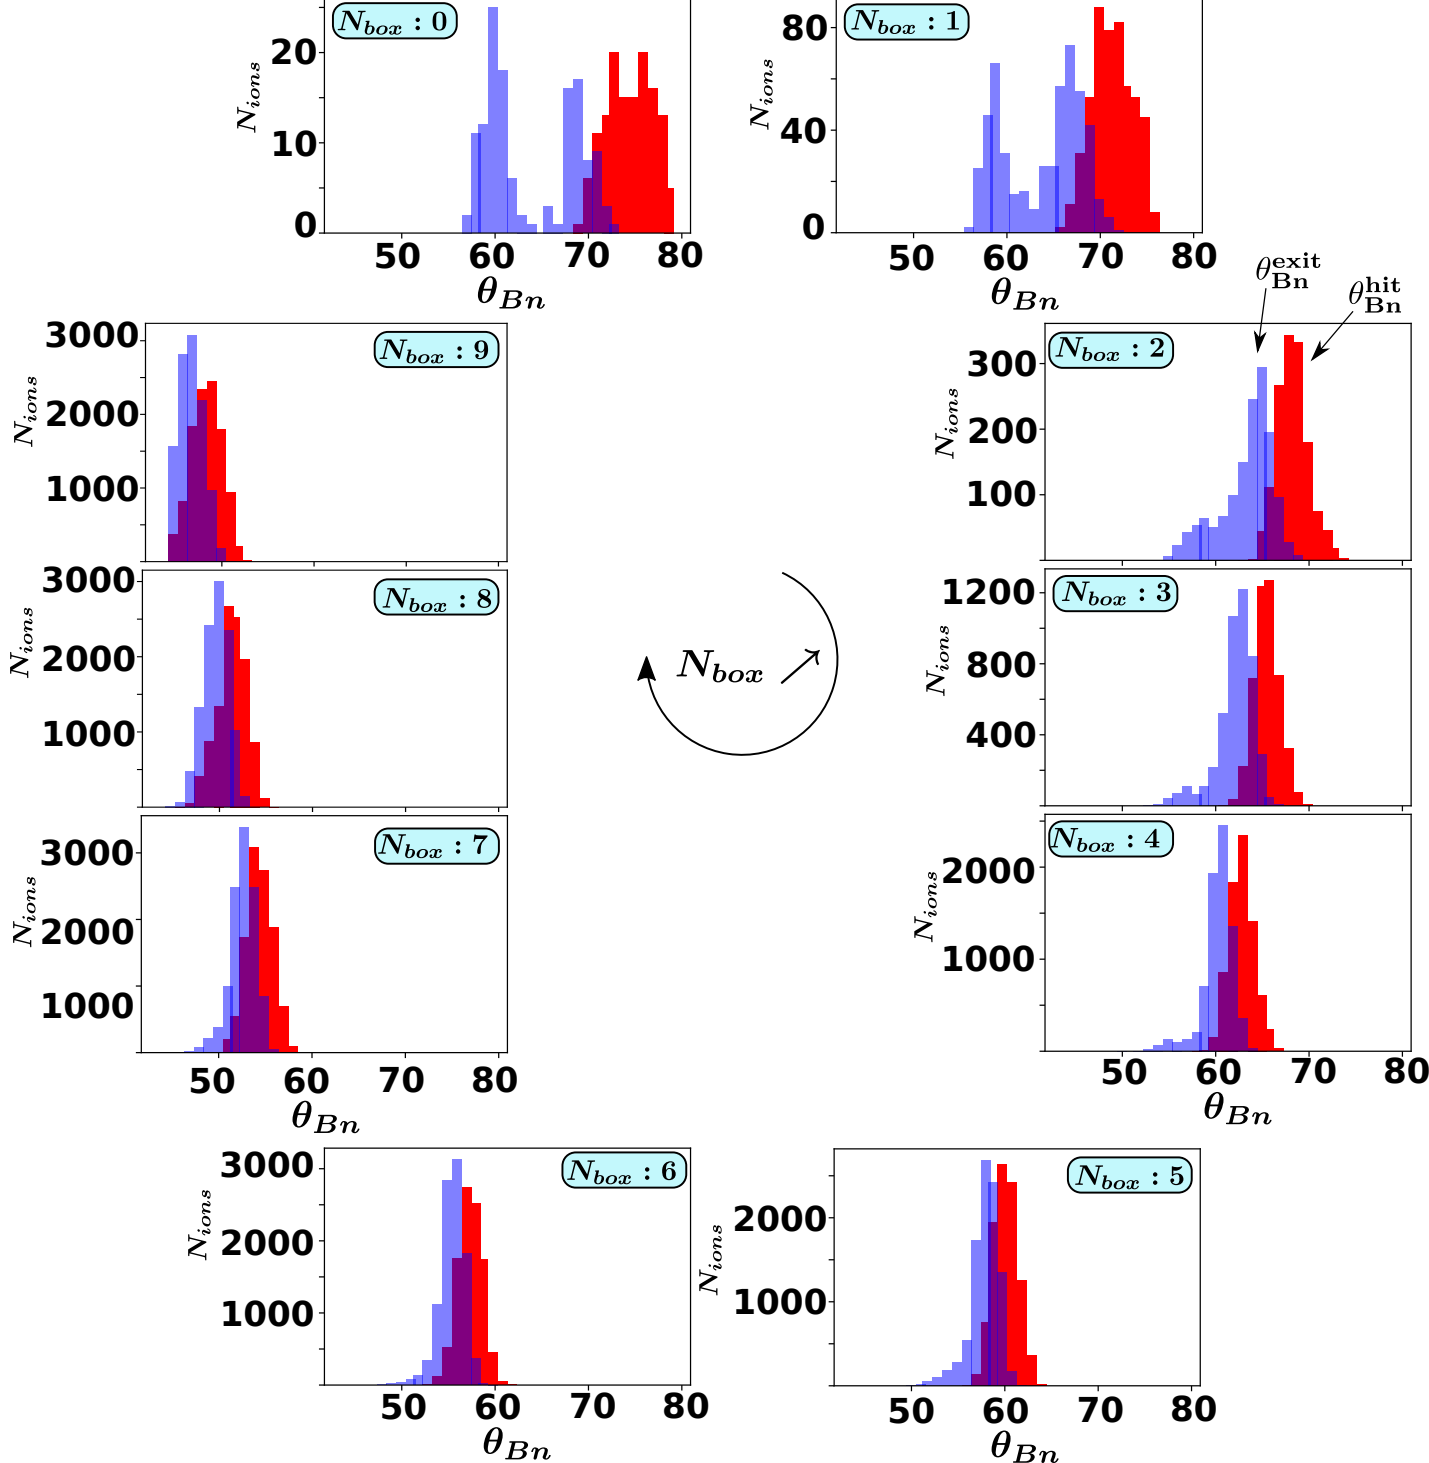 N_box : 0
N_ions
20
10
0
50 60 70 80
θ_Bn
N_box : 1
N_ions
80
40
0
50 60 70 80
θ_Bn
θ_Bn^exit
θ_Bn^hit
N_box : 9
N_ions
3000
2000
1000
N_box : 2
N_ions
300
200
100
N_box : 8
N_ions
3000
2000
1000
N_box ↗
N_box : 3
N_ions
1200
800
400
N_box : 7
N_ions
3000
2000
1000
50 60 70 80
θ_Bn
N_box : 4
N_ions
2000
1000
50 60 70 80
θ_Bn
N_box : 6
N_ions
3000
2000
1000
50 60 70 80
θ_Bn
N_box : 5
N_ions
2000
1000
50 60 70 80
θ_Bn